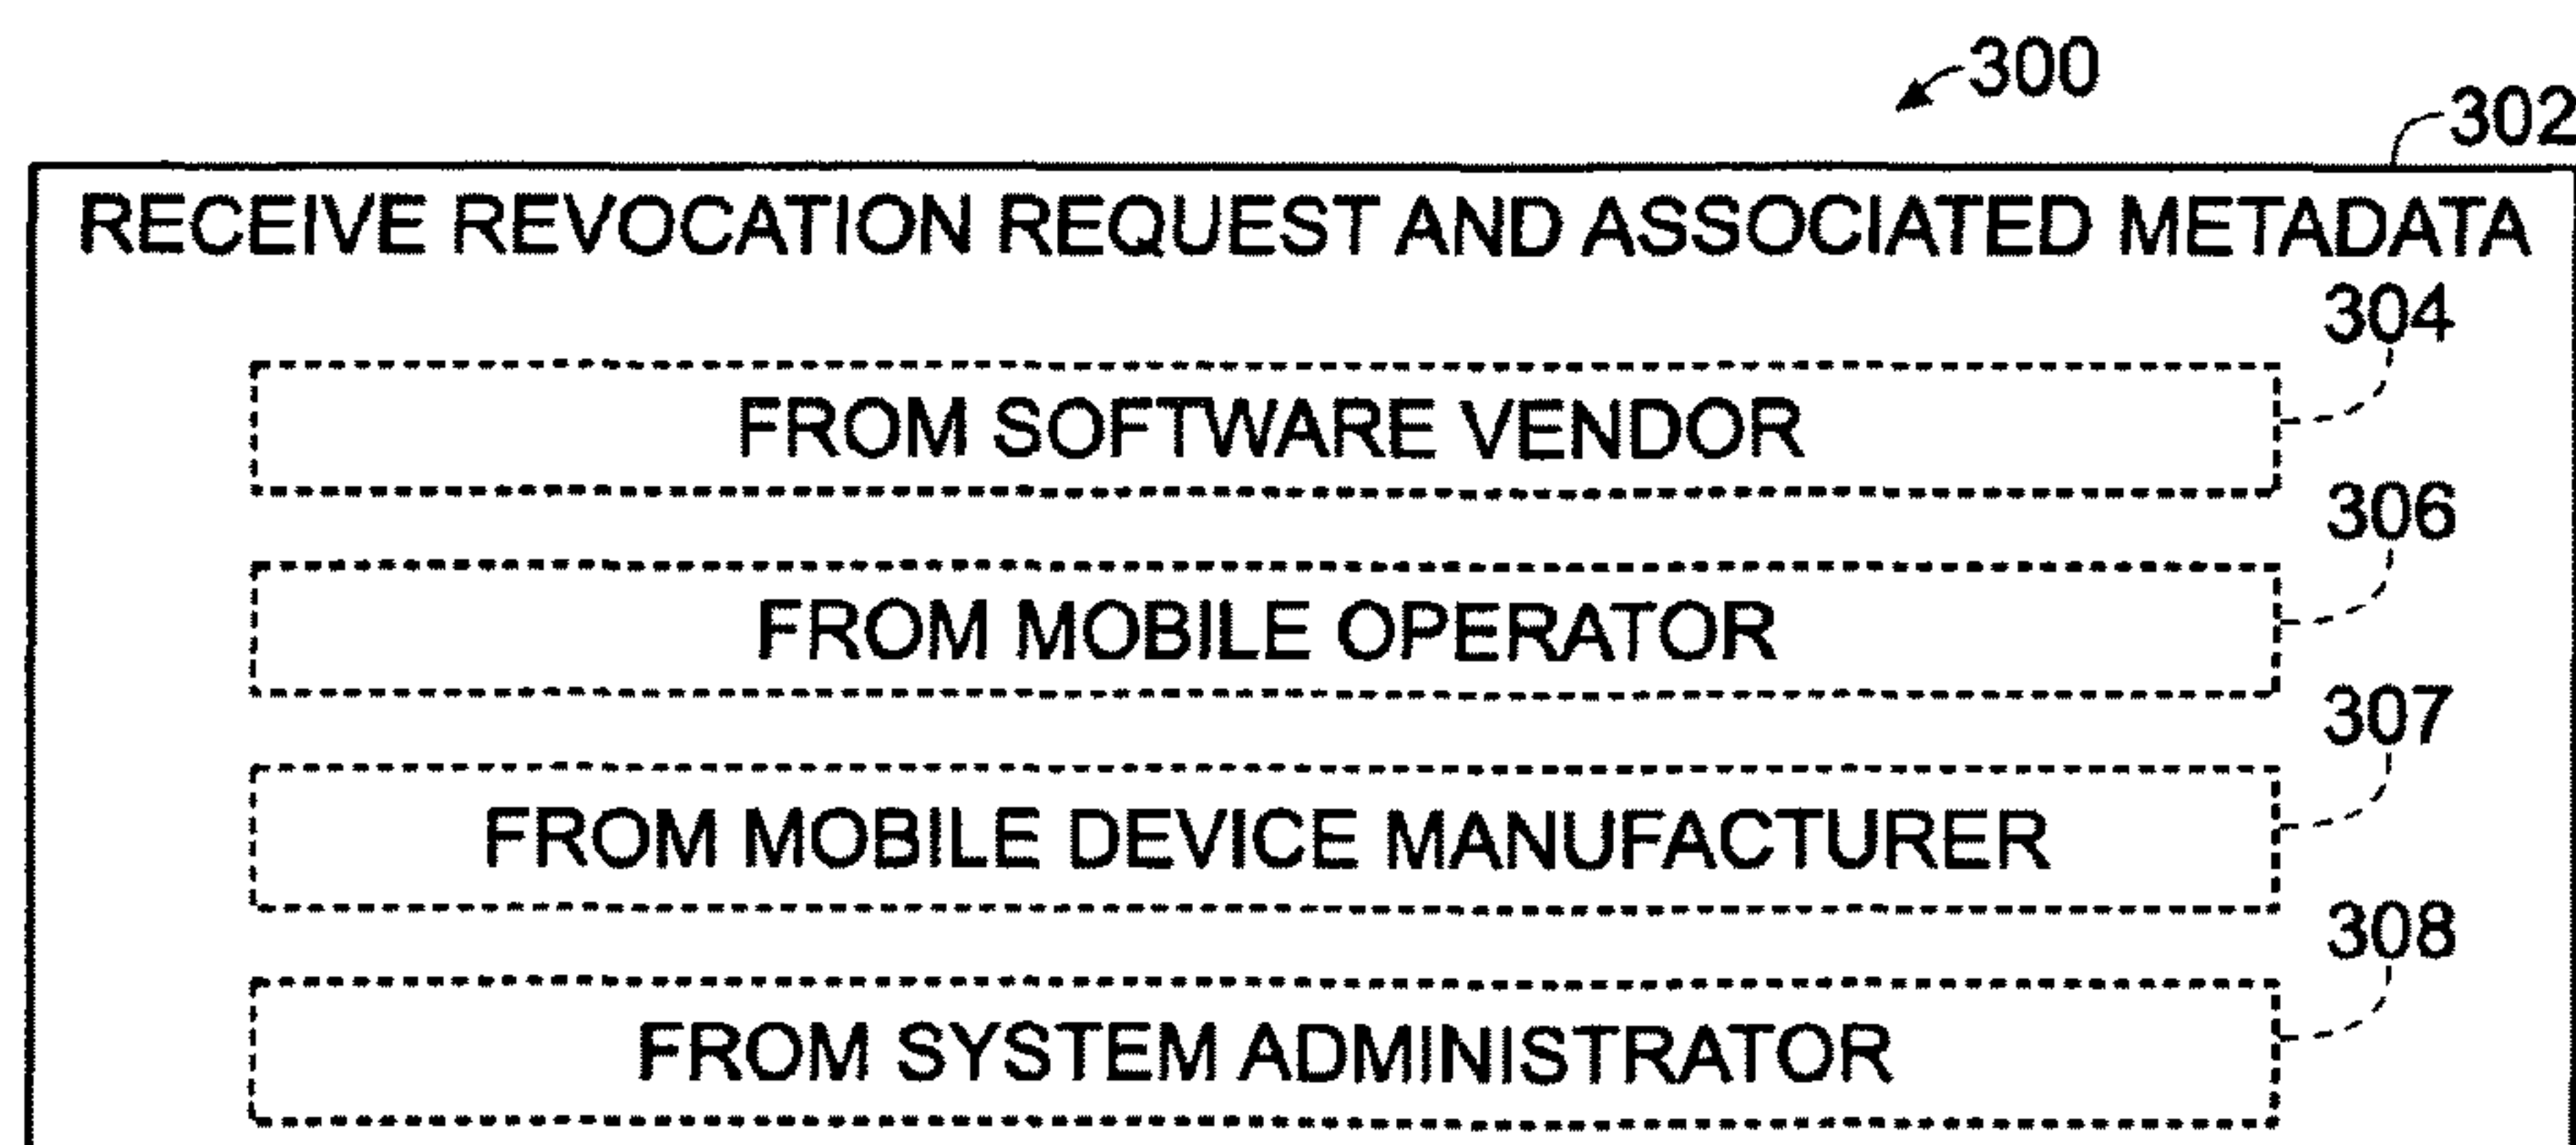 300
302
RECEIVE REVOCATION REQUEST AND ASSOCIATED METADATA
304
FROM SOFTWARE VENDOR
306
FROM MOBILE OPERATOR
307
FROM MOBILE DEVICE MANUFACTURER
308
FROM SYSTEM ADMINISTRATOR